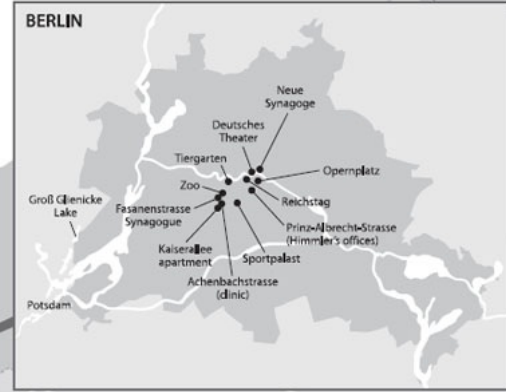 BERLIN
Neue
Synagoge
Deutsches
Theater
Tiergarten
Opernplatz
Zoo
Reichstag
Groß Glienicke
Lake
Fasanenstrasse
Synagogue
Prinz-Albrecht-Strasse
(Himmler's offices)
Kaiserallee
apartment
Sportpalast
Achenbachstrasse
(clinic)
Potsdam